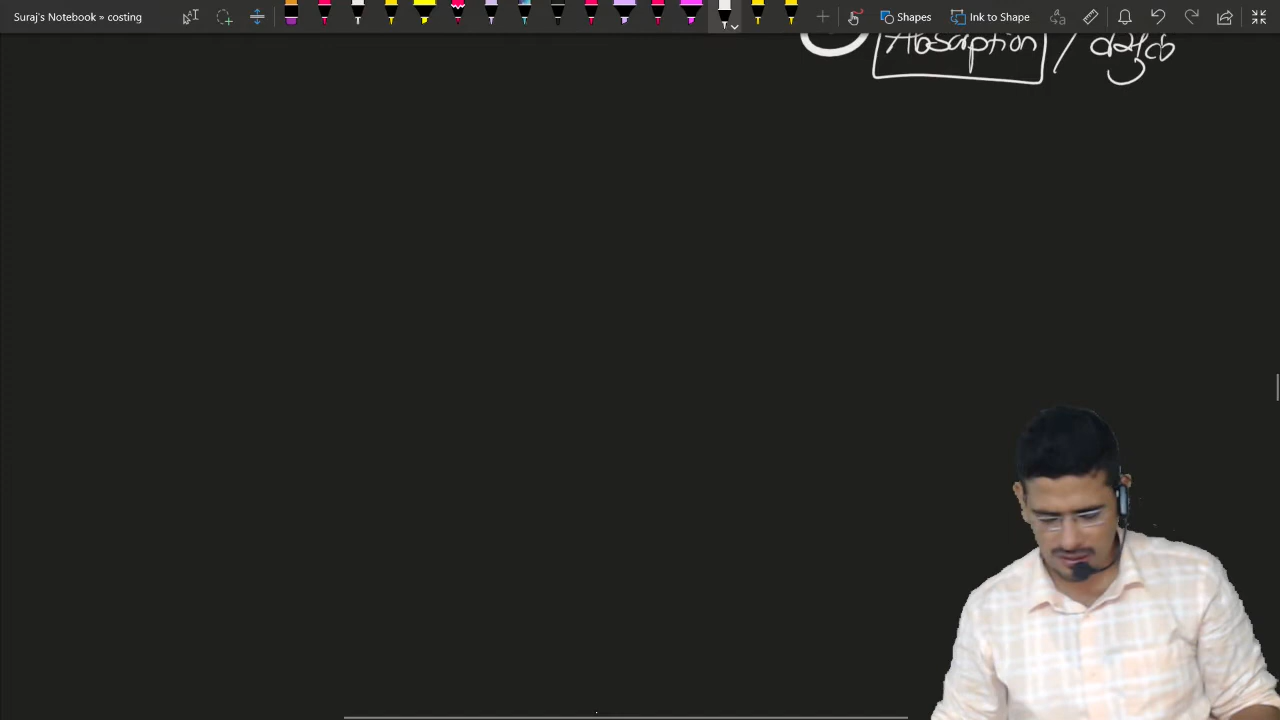 Suraj's Notebook » costing
Shapes
Ink to Shape
Absorption /